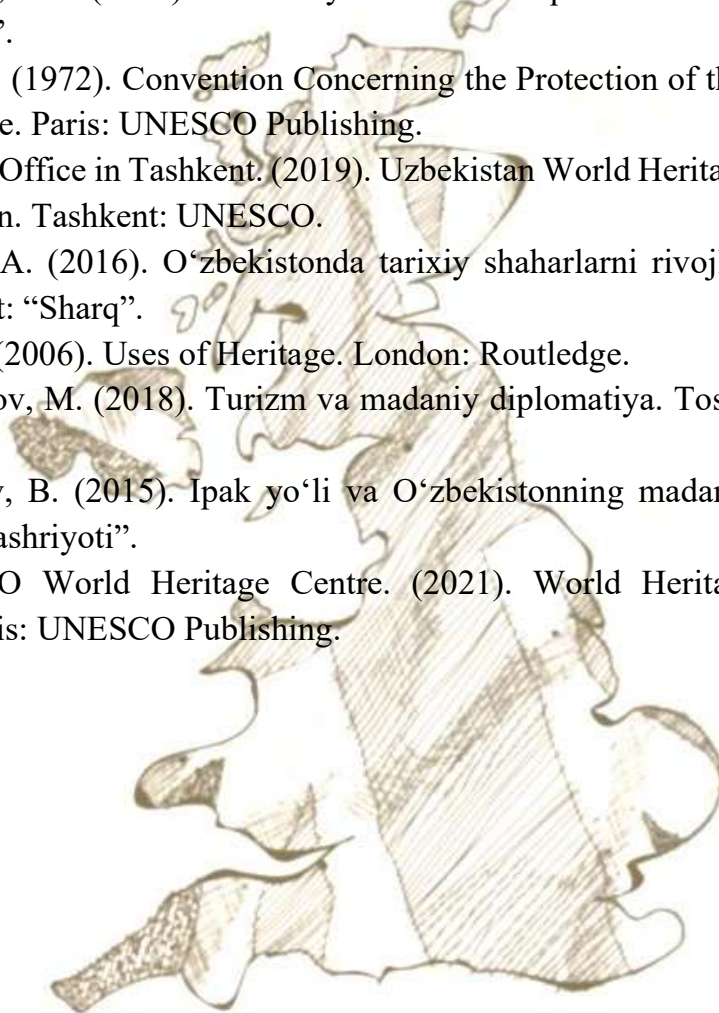 ”.
(1972). Convention Concerning the Protection of th
e. Paris: UNESCO Publishing.
Office in Tashkent. (2019). Uzbekistan World Herita
n. Tashkent: UNESCO.
A. (2016). O‘zbekistonda tarixiy shaharlarni rivoj
t: “Sharq”.
(2006). Uses of Heritage. London: Routledge.
ov, M. (2018). Turizm va madaniy diplomatiya. Tos
, B. (2015). Ipak yo‘li va O‘zbekistonning madan
ashriyoti”.
O World Heritage Centre. (2021). World Herita
is: UNESCO Publishing.